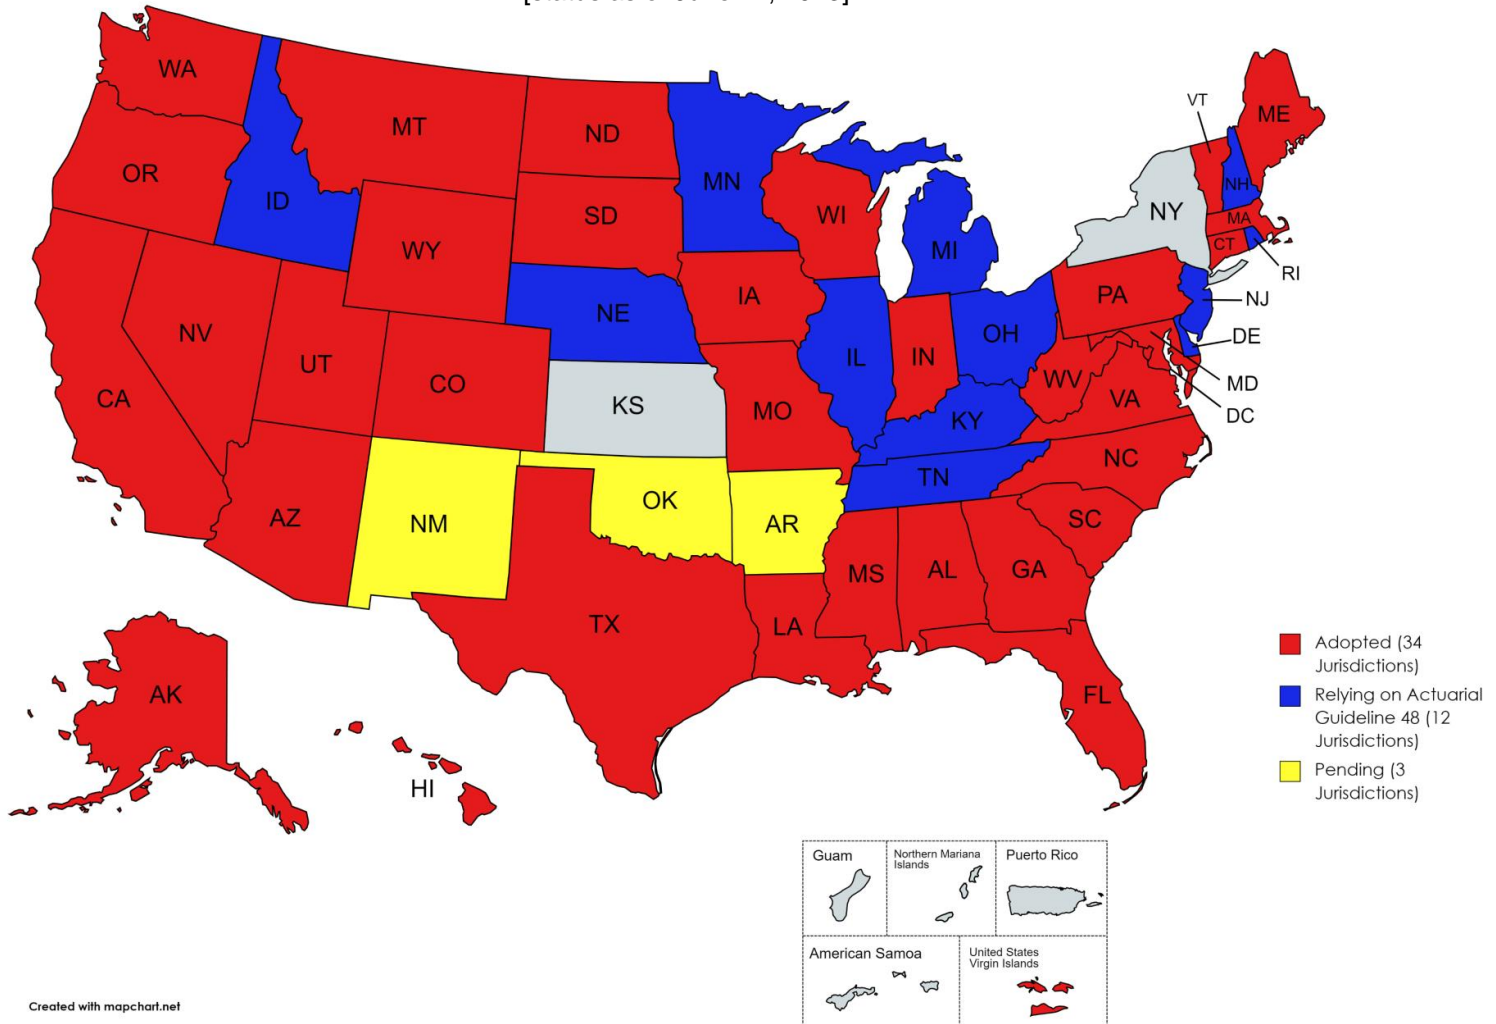 WA
MT
ND
MN
VT
ME
OR
ID
SD
WI
MI
NY
NH
MA
CT
RI
WY
NE
IA
PA
NJ
NV
UT
CO
IL
IN
OH
DE
CA
KS
MO
WV
VA
MD
DC
KY
AZ
NM
OK
AR
TN
NC
SC
TX
LA
MS
AL
GA
FL
AK
HI
Adopted (34
Jurisdictions)
Relying on Actuarial
Guideline 48 (12
Jurisdictions)
Pending (3
Jurisdictions)
Guam
Northern Mariana
Islands
Puerto Rico
American Samoa
United States
Virgin Islands
Created with mapchart.net